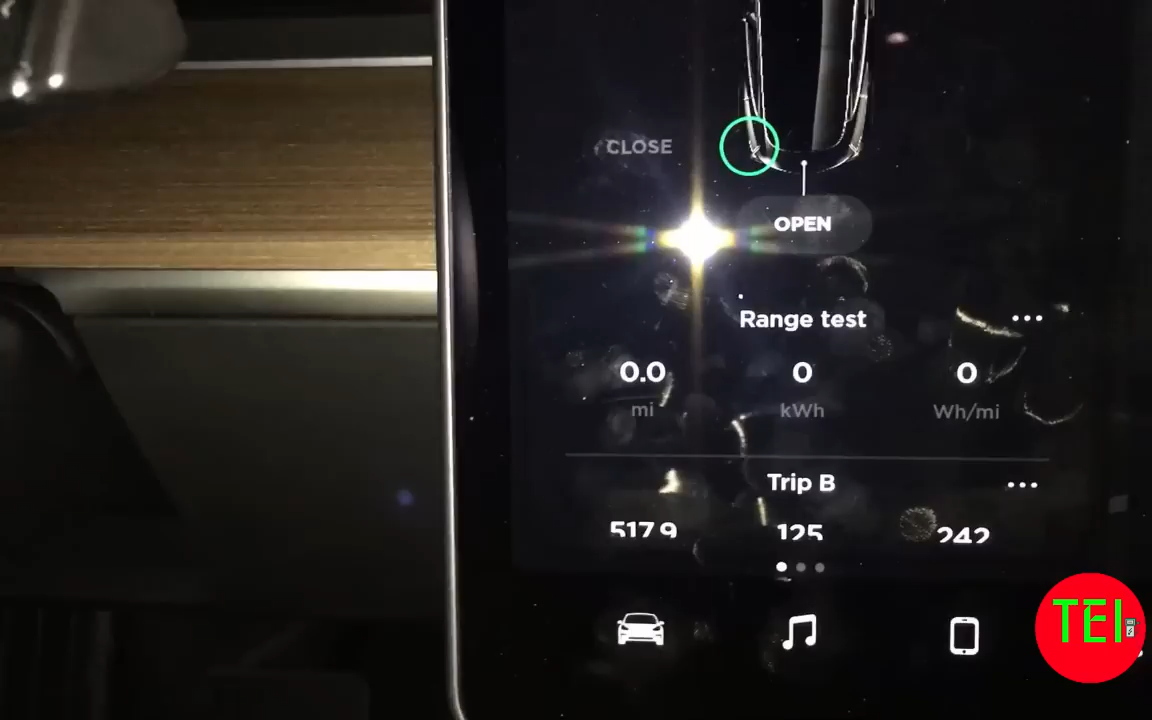 CLOSE
OPEN
Range test
0.0 0 0
mi kWh Wh/mi
Trip B
517.9 125 242
TEI